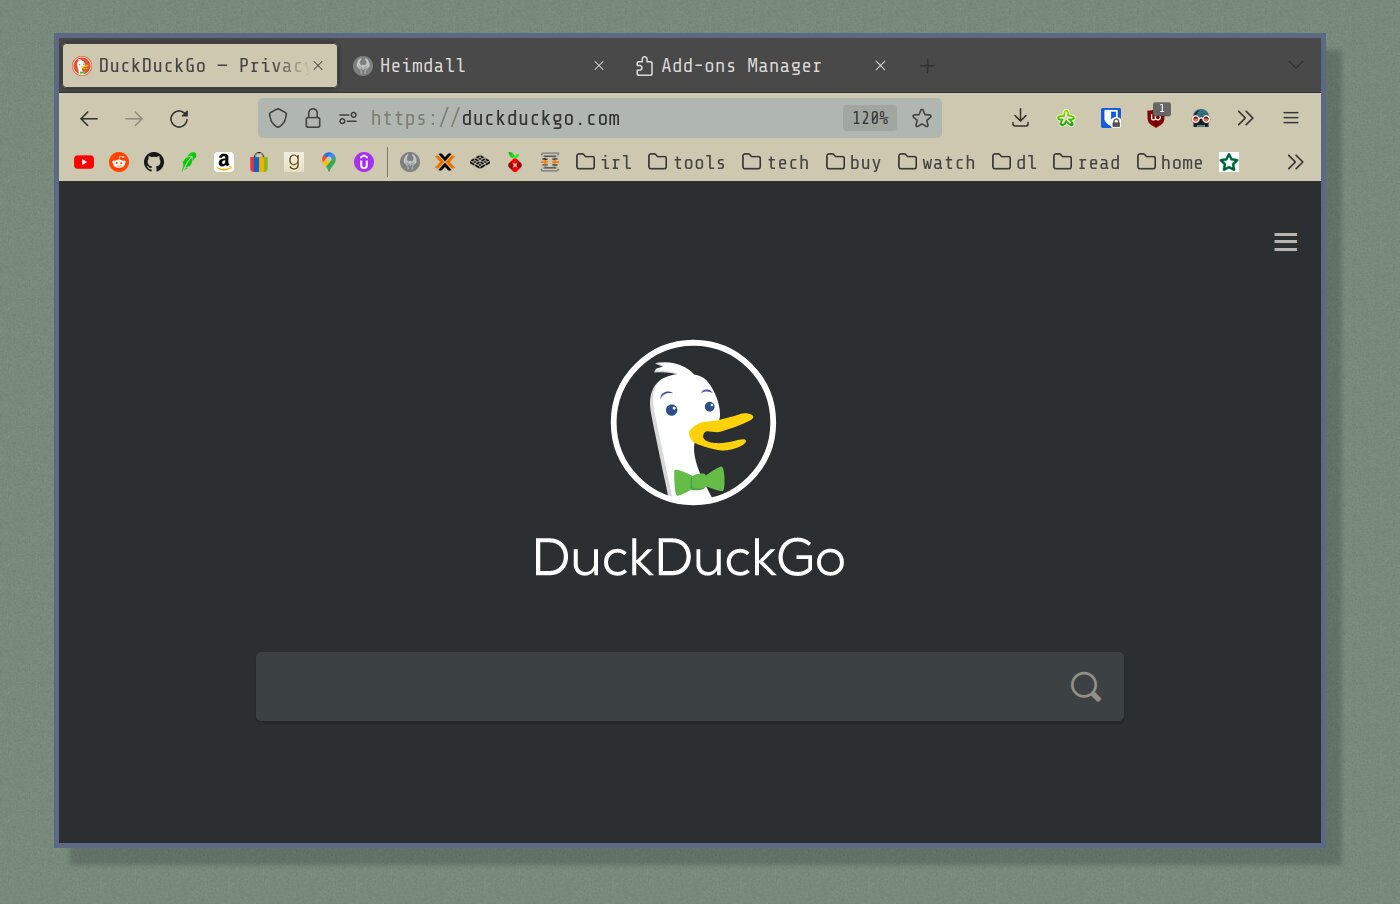 DuckDuckGo — Privacy
Heimdall
Add-ons Manager
https://duckduckgo.com
120%
1
a
g
irl
tools
tech
buy
watch
dl
read
home
DuckDuckGo